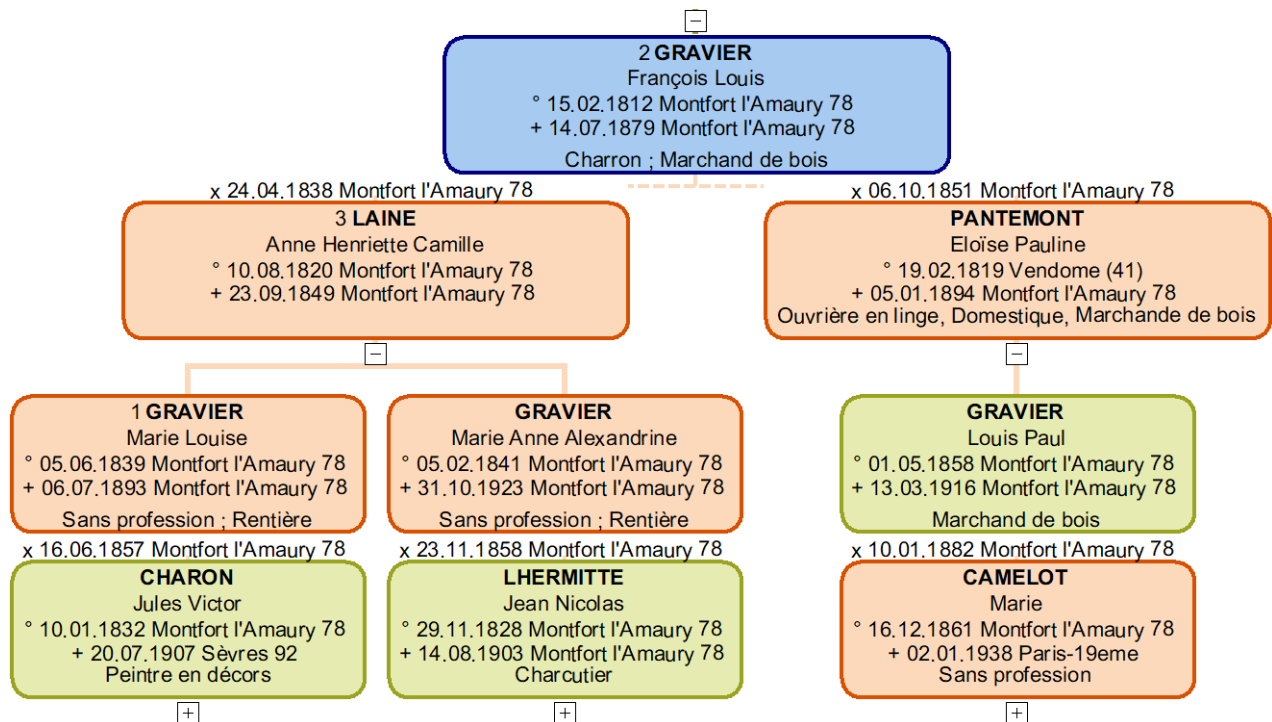 2 GRAVIER
François Louis
° 15.02.1812 Montfort l'Amaury 78
+ 14.07.1879 Montfort l'Amaury 78
Charron ; Marchand de bois
x 24.04.1838 Montfort l'Amaury 78
3 LAINE
Anne Henriette Camille
° 10.08.1820 Montfort l'Amaury 78
+ 23.09.1849 Montfort l'Amaury 78
x 06.10.1851 Montfort l'Amaury 78
PANTEMONT
Eloïse Pauline
° 19.02.1819 Vendome (41)
+ 05.01.1894 Montfort l'Amaury 78
Ouvrière en linge, Domestique, Marchande de bois
1 GRAVIER
Marie Louise
° 05.06.1839 Montfort l'Amaury 78
+ 06.07.1893 Montfort l'Amaury 78
Sans profession ; Rentière
x 16.06.1857 Montfort l'Amaury 78
CHARON
Jules Victor
° 10.01.1832 Montfort l'Amaury 78
+ 20.07.1907 Sèvres 92
Peintre en décors
GRAVIER
Marie Anne Alexandrine
° 05.02.1841 Montfort l'Amaury 78
+ 31.10.1923 Montfort l'Amaury 78
Sans profession ; Rentière
x 23.11.1858 Montfort l'Amaury 78
LHERMITTE
Jean Nicolas
° 29.11.1828 Montfort l'Amaury 78
+ 14.08.1903 Montfort l'Amaury 78
Charcutier
GRAVIER
Louis Paul
° 01.05.1858 Montfort l'Amaury 78
+ 13.03.1916 Montfort l'Amaury 78
Marchand de bois
x 10.01.1882 Montfort l'Amaury 78
CAMELOT
Marie
° 16.12.1861 Montfort l'Amaury 78
+ 02.01.1938 Paris-19eme
Sans profession